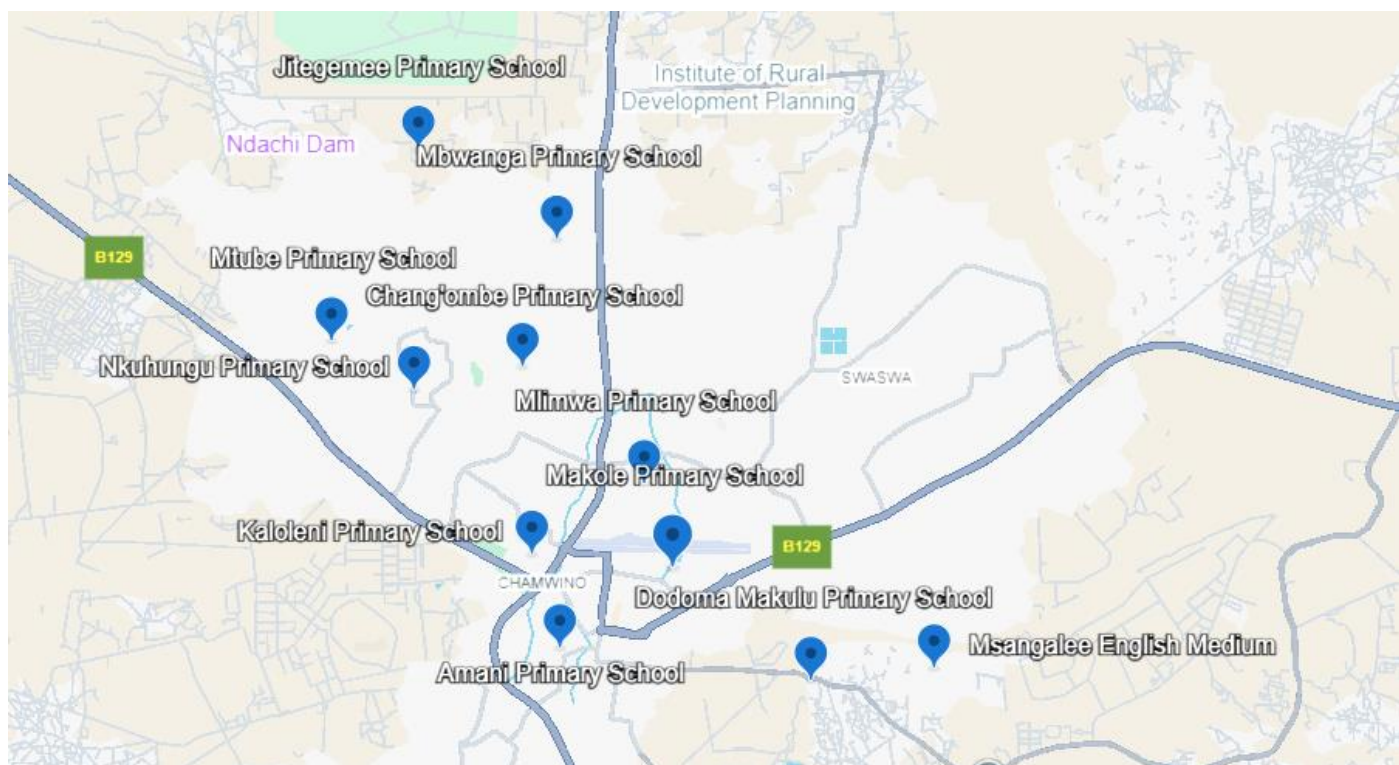 Jitegemee Primary School
Institute of Rural
Development Planning
Ndachi Dam
Mbwanga Primary School
B129
Mtube Primary School
Chang'ombe Primary School
Nkuhungu Primary School
SWASWA
Mlimwa Primary School
Makole Primary School
Kaloleni Primary School
B129
CHAMWINO
Dodoma Makulu Primary School
Msangalee English Medium
Amani Primary School